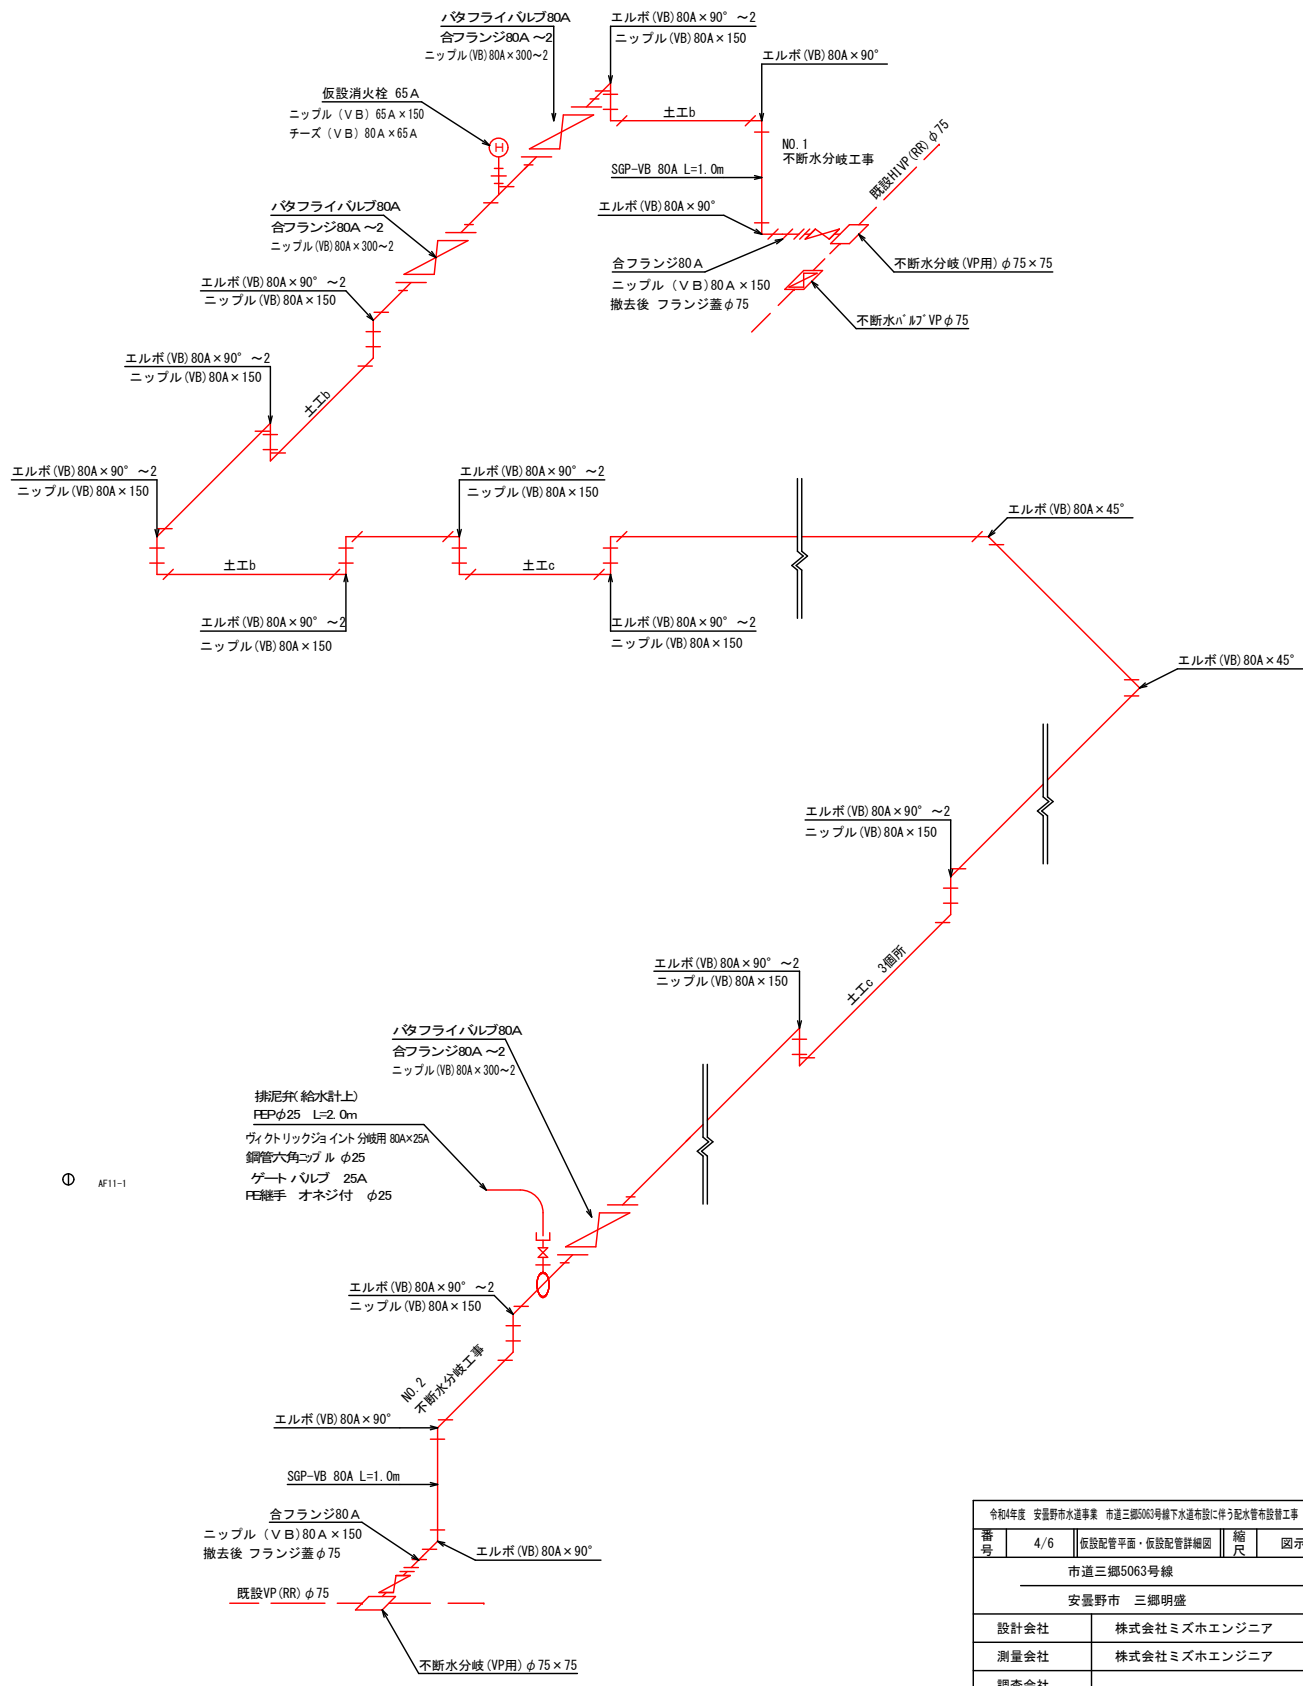 バタフライバルブ80A
合フランジ80A ～2
ニップル(VB)80A×300～2
エルボ(VB)80A×90° ～2
ニップル(VB)80A×150
エルボ(VB)80A×90°
仮設消火栓 65A
ニップル（VB）65A×150
チーズ（VB）80A×65A
H
土工b
NO.1
不断水分岐工事
既設HIVP(RR)φ75
SGP-VB 80A L=1.0m
エルボ(VB)80A×90°
バタフライバルブ80A
合フランジ80A ～2
ニップル(VB)80A×300～2
合フランジ80A
ニップル（VB)80A×150
撤去後 フランジ蓋φ75
不断水分岐(VP用)φ75×75
不断水ﾊﾞﾙﾌﾞVPφ75
エルボ(VB)80A×90° ～2
ニップル(VB)80A×150
エルボ(VB)80A×90° ～2
ニップル(VB)80A×150
土工b
エルボ(VB)80A×90° ～2
ニップル(VB)80A×150
エルボ(VB)80A×90° ～2
ニップル(VB)80A×150
エルボ(VB)80A×45°
土工b
土工c
エルボ(VB)80A×90° ～2
ニップル(VB)80A×150
エルボ(VB)80A×90° ～2
ニップル(VB)80A×150
エルボ(VB)80A×45°
エルボ(VB)80A×90° ～2
ニップル(VB)80A×150
エルボ(VB)80A×90° ～2
ニップル(VB)80A×150
土工c 3個所
バタフライバルブ80A
合フランジ80A ～2
ニップル(VB)80A×300～2
排泥弁(給水計上)
PEPφ25 L=2.0m
ヴィクトリックジョイント分岐用 80A×25A
鋼管六角ニップル φ25
ゲートバルブ 25A
PE継手 オネジ付 φ25
AF11-1
エルボ(VB)80A×90° ～2
ニップル(VB)80A×150
NO.2
不断水分岐工事
エルボ(VB)80A×90°
SGP-VB 80A L=1.0m
合フランジ80A
ニップル（VB)80A×150
撤去後 フランジ蓋φ75
エルボ(VB)80A×90°
既設VP(RR)φ75
不断水分岐(VP用)φ75×75
令和4年度 安曇野市水道事業 市道三郷5063号線下水道布設に伴う配水管布設替工事
番号 4/6 仮設配管平面・仮設配管詳細図 縮尺 図示
市道三郷5063号線
安曇野市 三郷明盛
設計会社 株式会社ミズホエンジニア
測量会社 株式会社ミズホエンジニア
調査会社